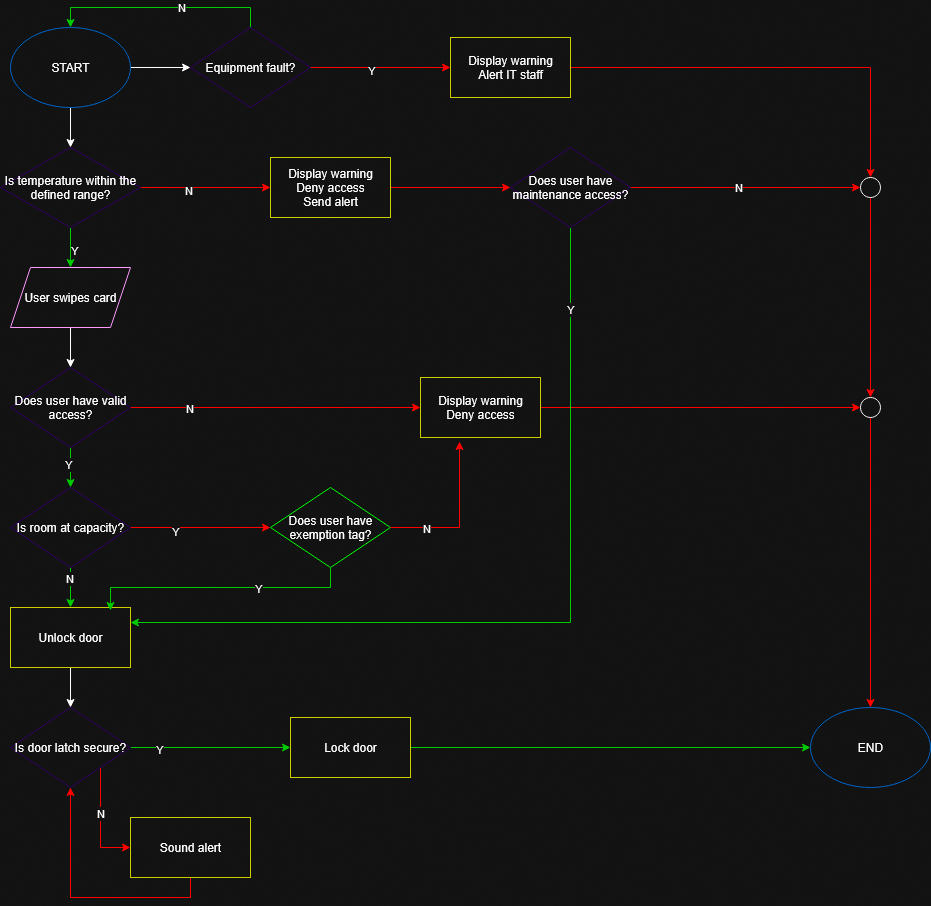 N
START
Equipment fault?
Y
Display warning
Alert IT staff
Is temperature within the
defined range?
N
Display warning
Deny access
Send alert
Does user have
maintenance access?
N
Y
User swipes card
Y
Does user have valid
access?
N
Display warning
Deny access
Y
Is room at capacity?
Y
Does user have
exemption tag?
N
N
Y
Unlock door
Is door latch secure?
Y
Lock door
END
N
Sound alert